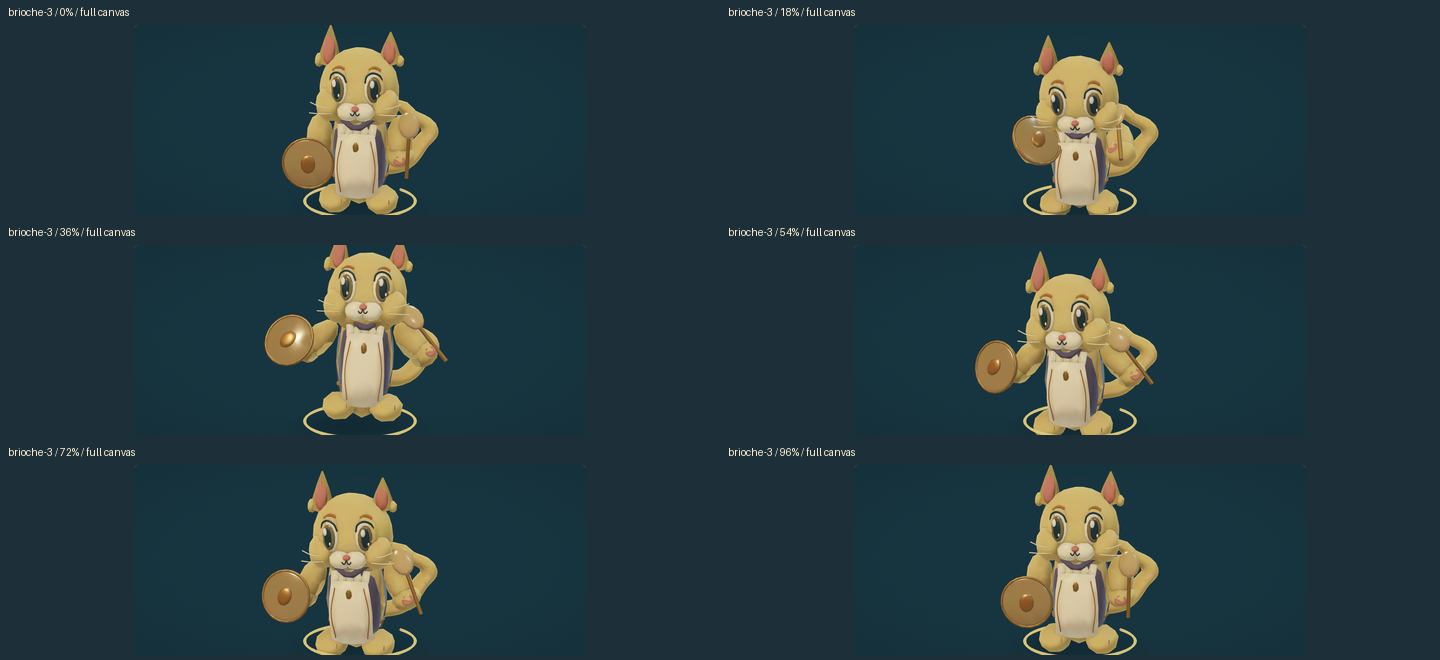 brioche-3 / 0% / full canvas
brioche-3 / 18% / full canvas
brioche-3 / 36% / full canvas
brioche-3 / 54% / full canvas
brioche-3 / 72% / full canvas
brioche-3 / 96% / full canvas